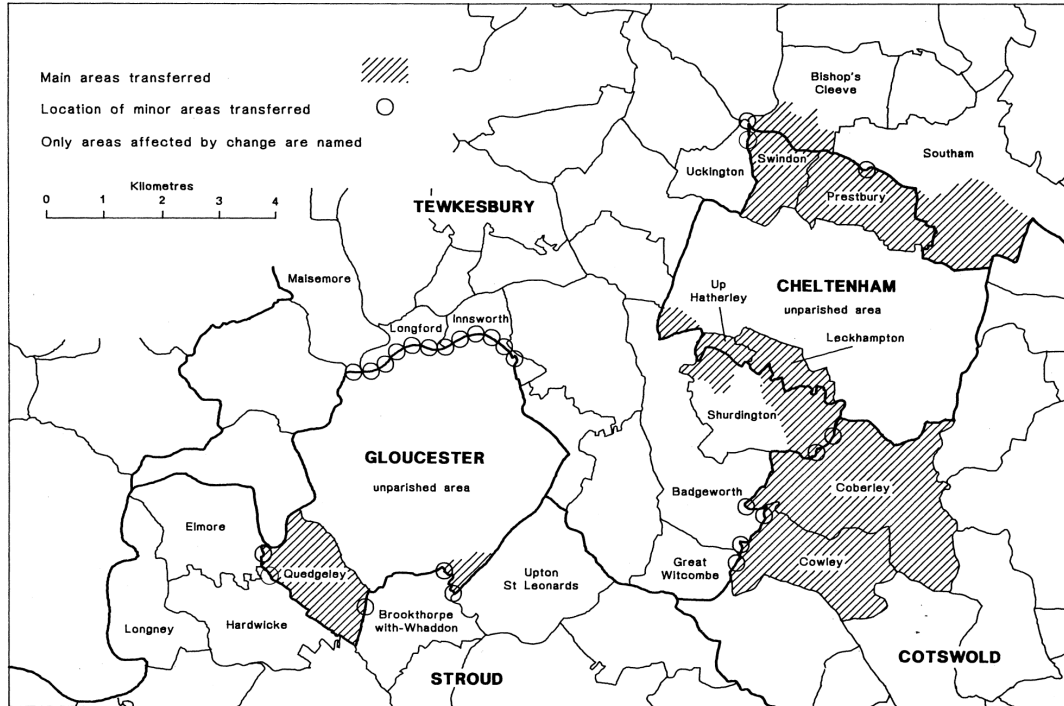 Main areas transferred
Location of minor areas transferred
Only areas affected by change are named
Kilometres
0 1 2 3 4
TEWKESBURY
Bishop's
Cleeve
Southam
Uckington
Swindon
Prestbury
Maisemore
Longford
Innsworth
CHELTENHAM
unparished area
Up
Hatherley
Leckhampton
Shurdington
GLOUCESTER
unparished area
Badgeworth
Coberley
Elmore
Quedgeley
Great
Witcombe
Cowley
Upton
St Leonards
Brookthorpe
with-Whaddon
Longney
Hardwicke
STROUD
COTSWOLD